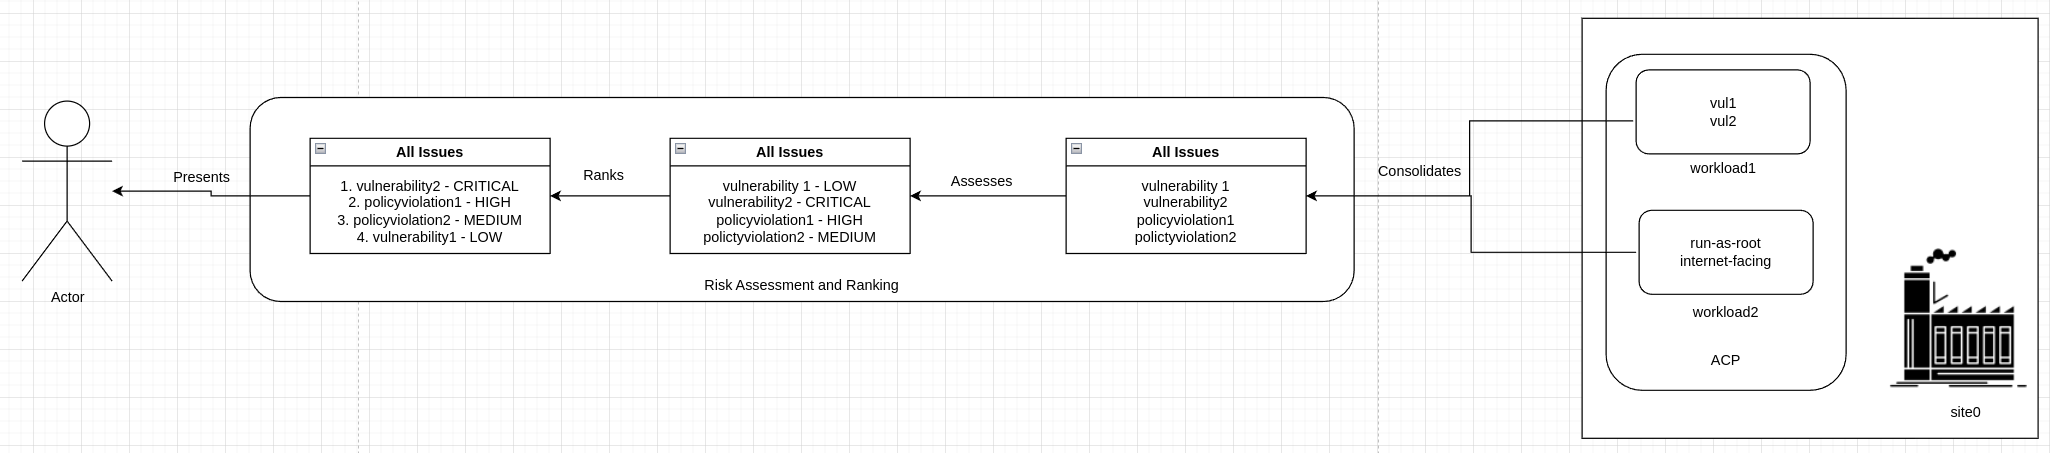 Actor
Presents
All Issues
1. vulnerability2 - CRITICAL
2. policyviolation1 - HIGH
3. policyviolation2 - MEDIUM
4. vulnerability1 - LOW
Ranks
All Issues
vulnerability 1 - LOW
vulnerability2 - CRITICAL
policyviolation1 - HIGH
polictyviolation2 - MEDIUM
Assesses
All Issues
vulnerability 1
vulnerability2
policyviolation1
polictyviolation2
Risk Assessment and Ranking
Consolidates
vul1
vul2
workload1
run-as-root
internet-facing
workload2
ACP
site0